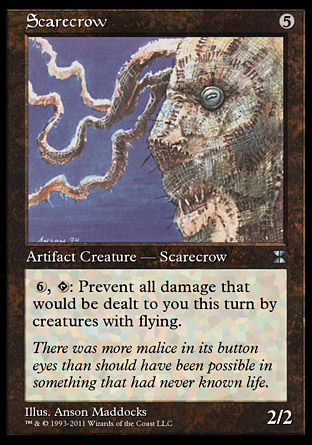 Scarecrow
5
ANSON 94
Artifact Creature — Scarecrow
6, : Prevent all damage that
would be dealt to you this turn by
creatures with flying.
There was more malice in its button
eyes than should have been possible in
something that had never known life.
Illus. Anson Maddocks
2/2
™ & © 1993-2011 Wizards of the Coast LLC